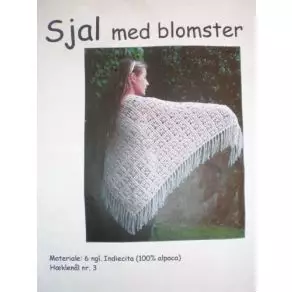 Sjal med blomster
Materiale: 6 ngl. Indiecita (100% alpaca)
Hæklenål nr. 3